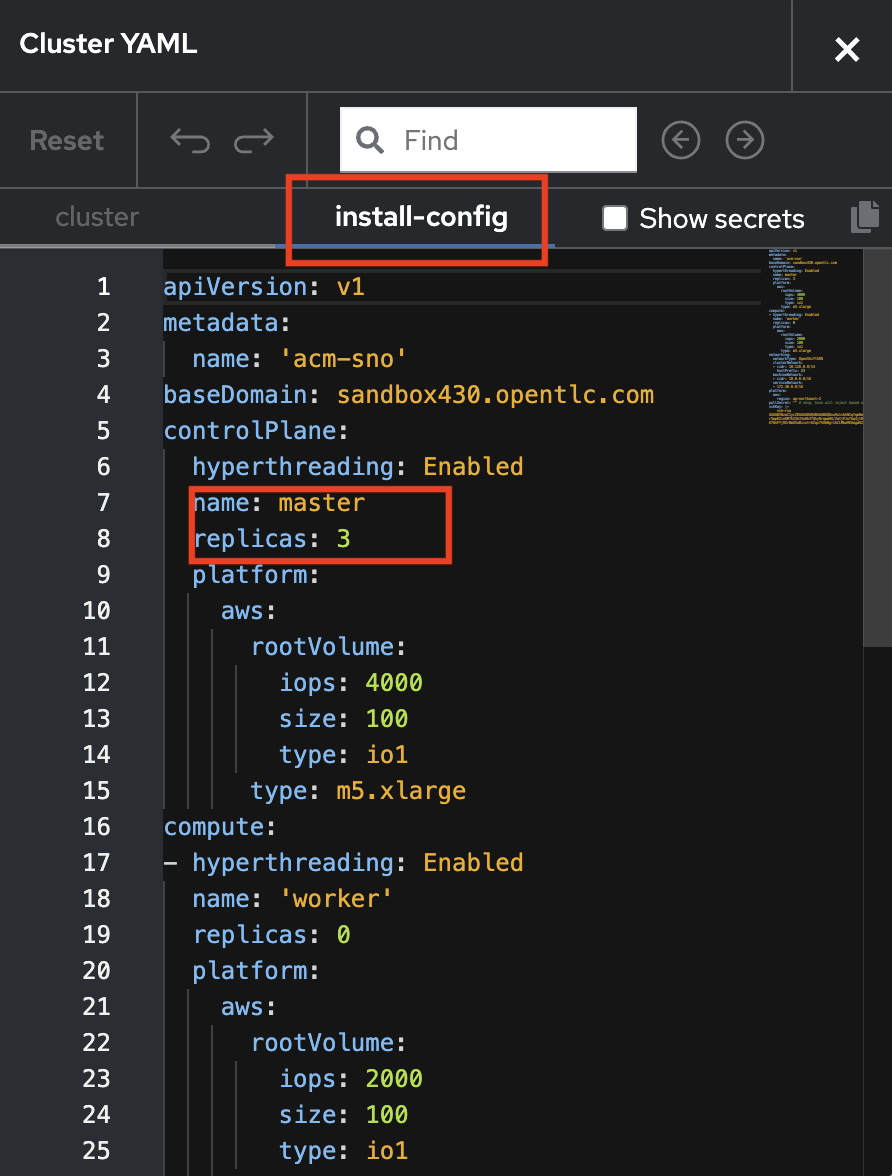 Cluster YAML
Reset
Find
cluster
install-config
Show secrets
1 apiVersion: v1
2 metadata:
3   name: 'acm-sno'
4 baseDomain: sandbox430.opentlc.com
5 controlPlane:
6   hyperthreading: Enabled
7   name: master
8   replicas: 3
9   platform:
10     aws:
11       rootVolume:
12         iops: 4000
13         size: 100
14         type: io1
15       type: m5.xlarge
16 compute:
17 - hyperthreading: Enabled
18   name: 'worker'
19   replicas: 0
20   platform:
21     aws:
22       rootVolume:
23         iops: 2000
24         size: 100
25         type: io1